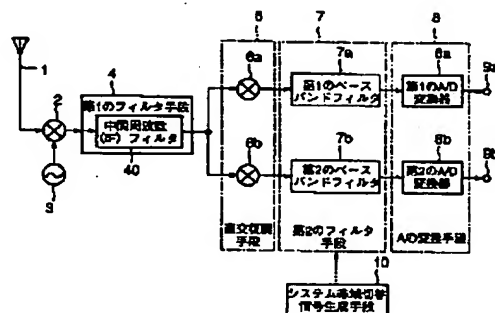 1
2
3
4
第1のフィルタ手段
中間周波数
(IF) フィルタ
40
6
6a
6b
直交復調
手段
7
7a
第1のベース
バンドフィルタ
7b
第2のベース
バンドフィルタ
第2のフィルタ
手段
8
8a
第1のA/D
変換器
8b
第2のA/D
変換器
A/D変換手段
9a
9b
10
システム帯域切替
信号生成手段